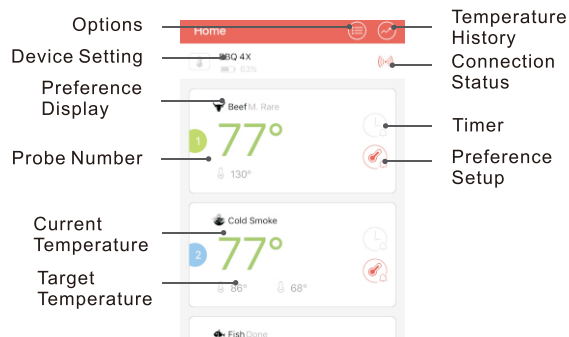 Options
Temperature
History
Home
Device Setting
BBQ 4X
63%
Connection
Status
Preference
Display
Beef M. Rare
77°
1
Timer
Probe Number
130°
Preference
Setup
Current
Temperature
Cold Smoke
77°
2
Target
Temperature
86°
68°
Fish Done